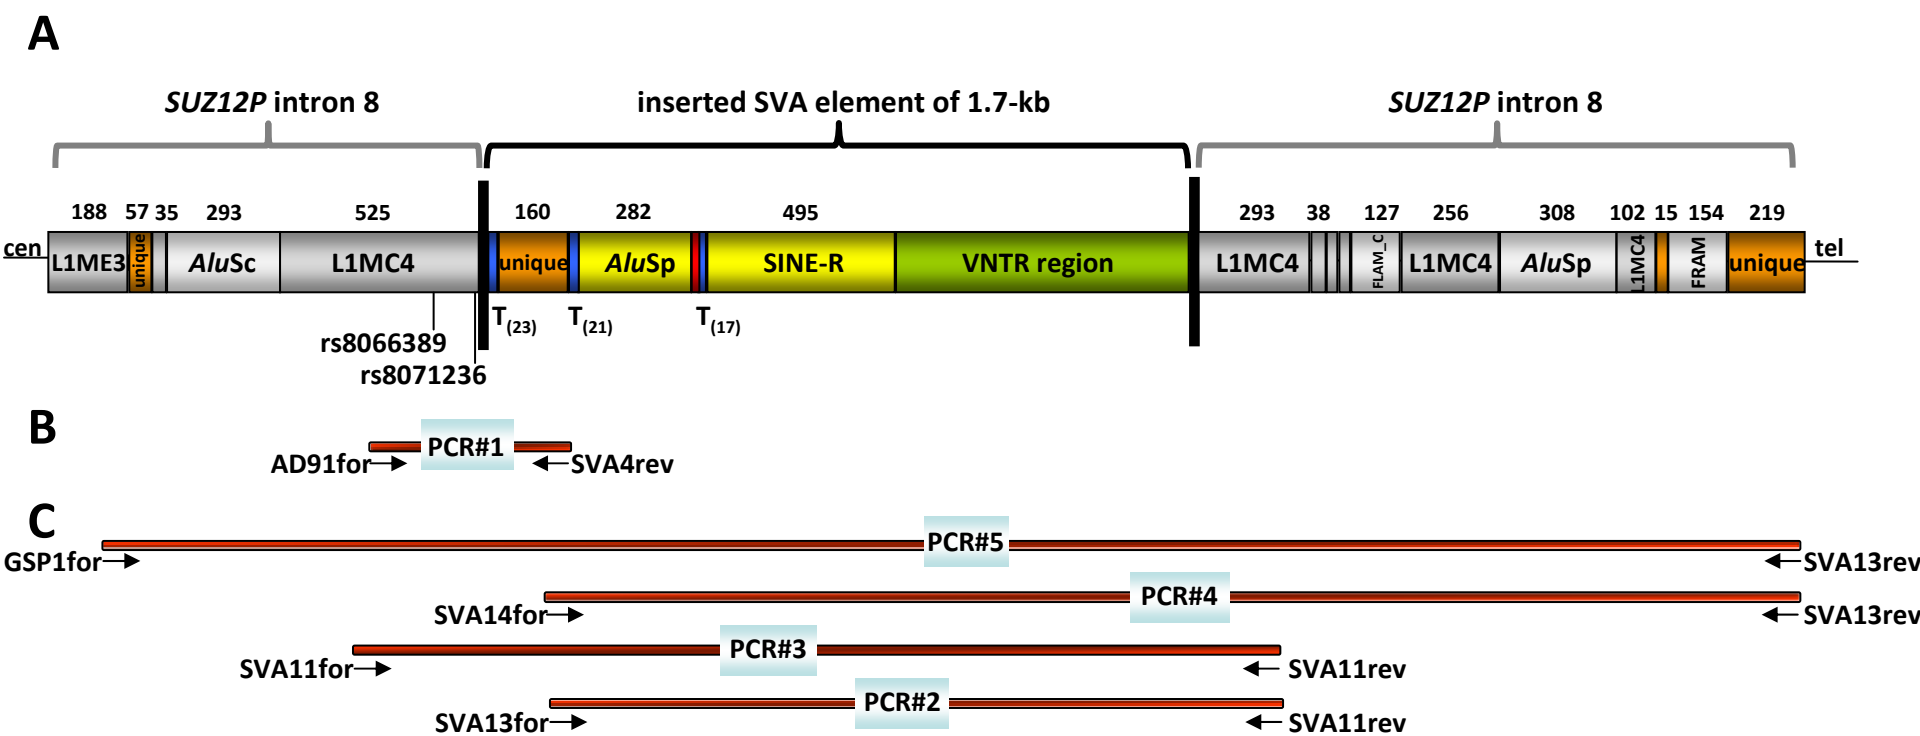 A
SUZ12P intron 8 inserted SVA element of 1.7-kb SUZ12P intron 8
188 57 35 293 525 160 282 495 293 38 127 256 308 102 15 154 219
cen L1ME3 unique AluSc L1MC4 unique AluSp SINE-R VNTR region L1MC4 FLAM_C L1MC4 AluSp L1MC4 FRAM unique tel
T(23) T(21) T(17)
rs8066389
rs8071236
B
PCR#1
AD91for SVA4rev
C
PCR#5
GSP1for SVA13rev
PCR#4
SVA14for SVA13rev
PCR#3
SVA11for SVA11rev
PCR#2
SVA13for SVA11rev